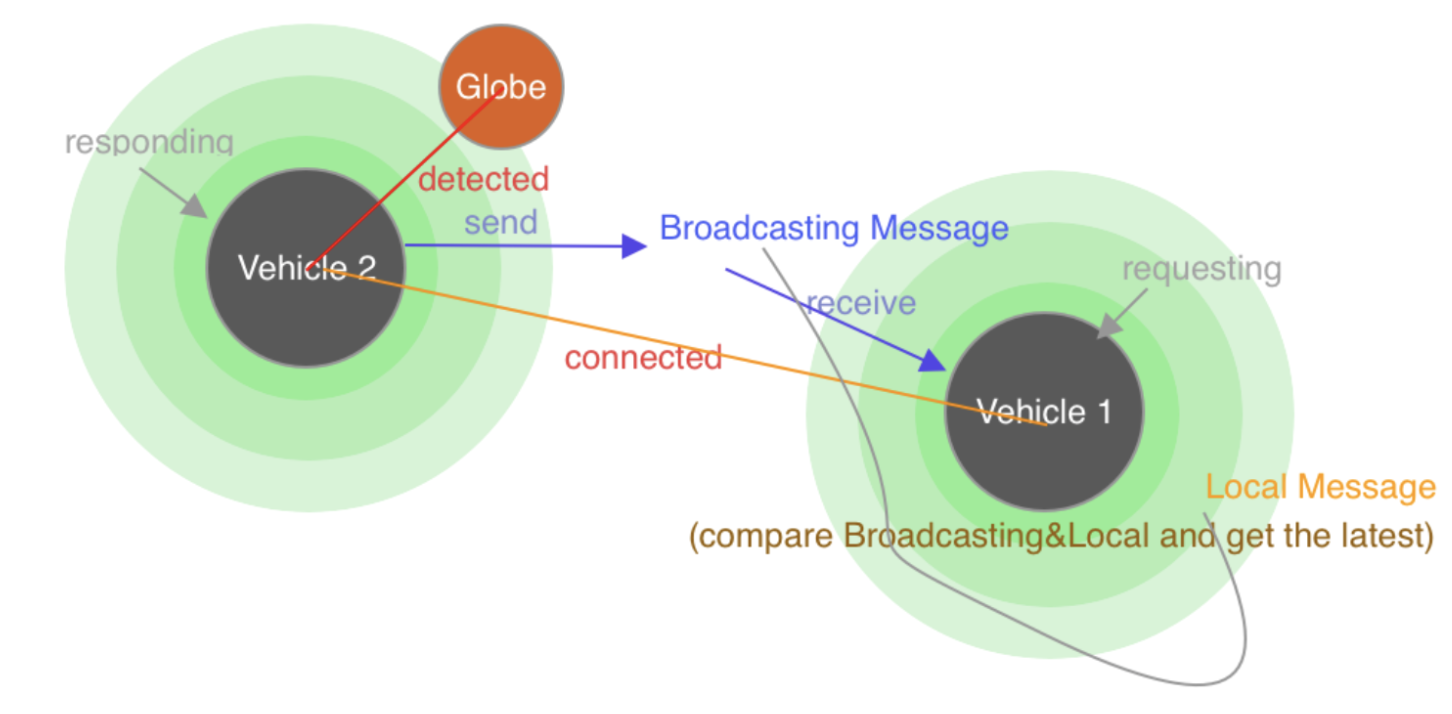 Globe
responding
detected
send
Broadcasting Message
Vehicle 2
requesting
receive
connected
Vehicle 1
Local Message
(compare Broadcasting&Local and get the latest)